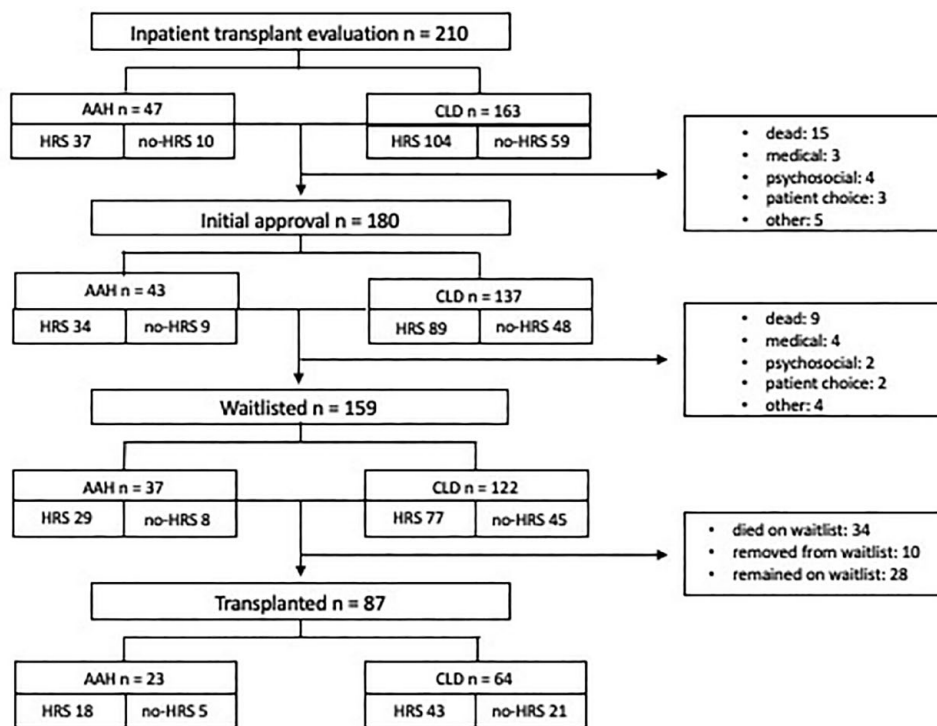 Inpatient transplant evaluation n = 210
AAH n = 47
HRS 37
no-HRS 10
CLD n = 163
HRS 104
no-HRS 59
• dead: 15
• medical: 3
• psychosocial: 4
• patient choice: 3
• other: 5
Initial approval n = 180
AAH n = 43
HRS 34
no-HRS 9
CLD n = 137
HRS 89
no-HRS 48
• dead: 9
• medical: 4
• psychosocial: 2
• patient choice: 2
• other: 4
Waitlisted n = 159
AAH n = 37
HRS 29
no-HRS 8
CLD n = 122
HRS 77
no-HRS 45
• died on waitlist: 34
• removed from waitlist: 10
• remained on waitlist: 28
Transplanted n = 87
AAH n = 23
HRS 18
no-HRS 5
CLD n = 64
HRS 43
no-HRS 21